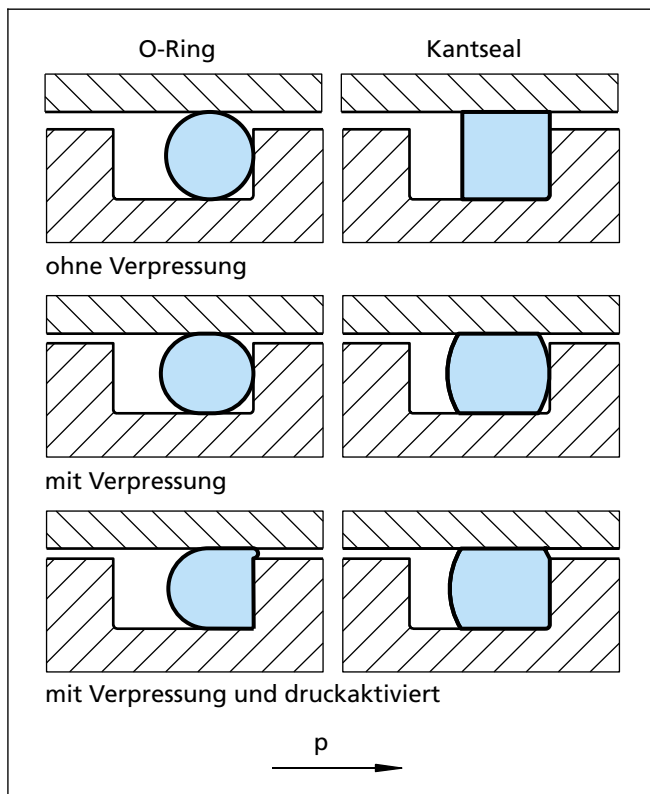 O-Ring
Kantseal
ohne Verpressung
mit Verpressung
mit Verpressung und druckaktiviert
p